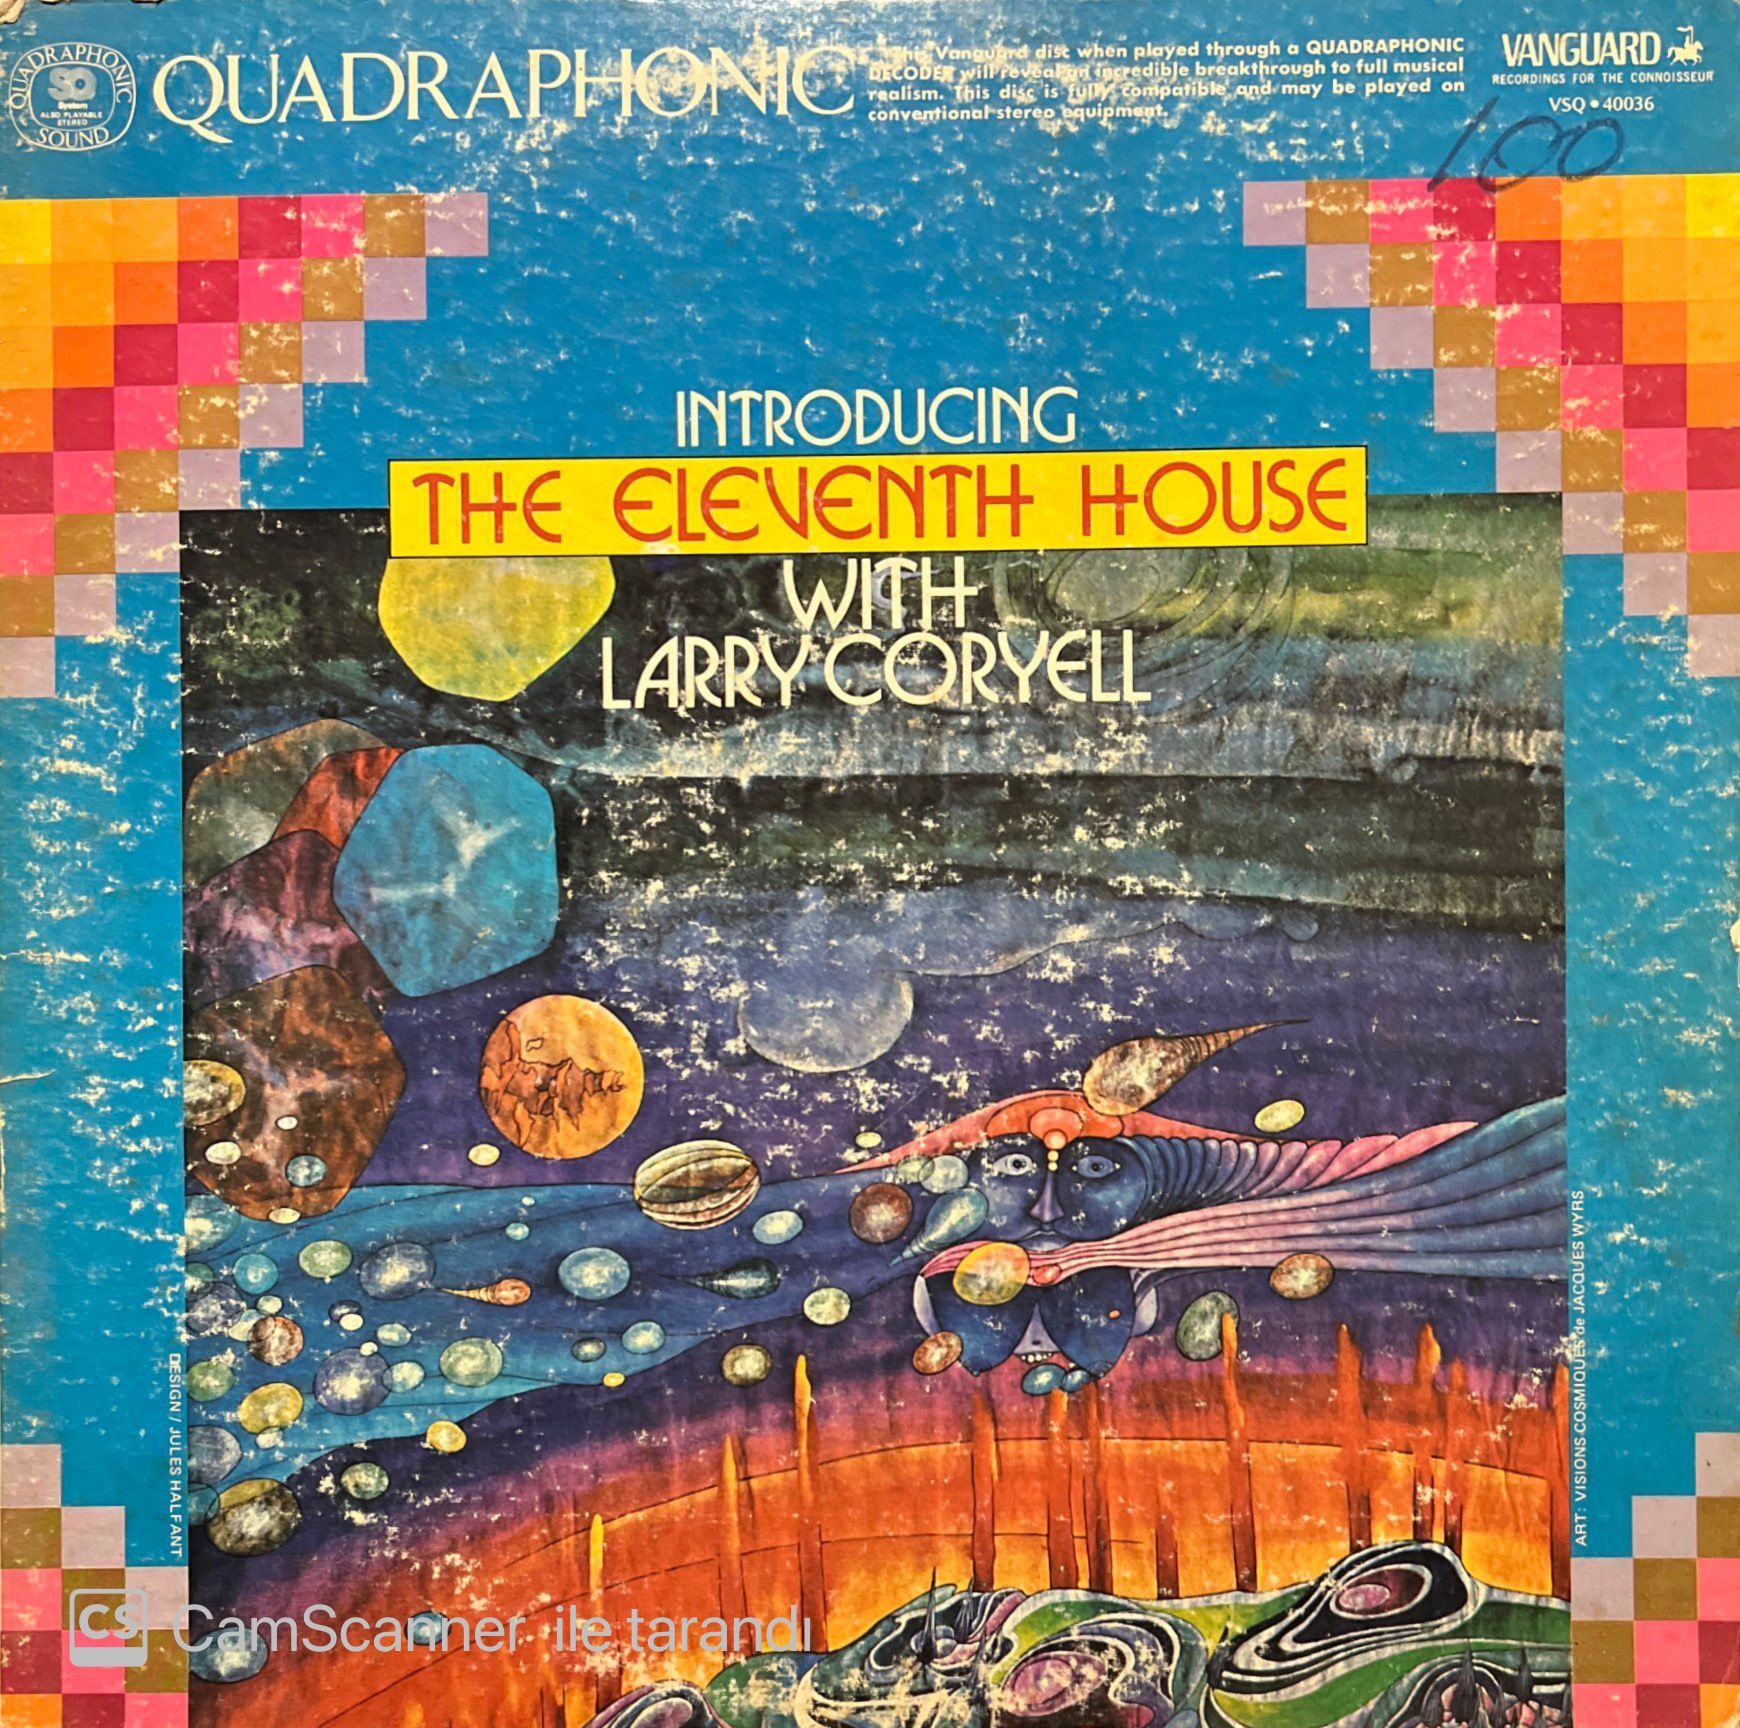 QUADRAPHONIC
SQ
System
ALSO PLAYABLE
STEREO
SOUND
QUADRAPHONIC
This Vanguard disc when played through a QUADRAPHONIC
DECODER will reveal an incredible breakthrough to full musical
realism. This disc is fully compatible and may be played on
conventional stereo equipment.
VANGUARD
RECORDINGS FOR THE CONNOISSEUR
VSQ • 40036
100
INTRODUCING
THE ELEVENTH HOUSE
WITH
LARRY CORYELL
DESIGN / JULES HALFANT
ART: VISIONS COSMIQUES de JACQUES WYRS
CS CamScanner ile tarandı